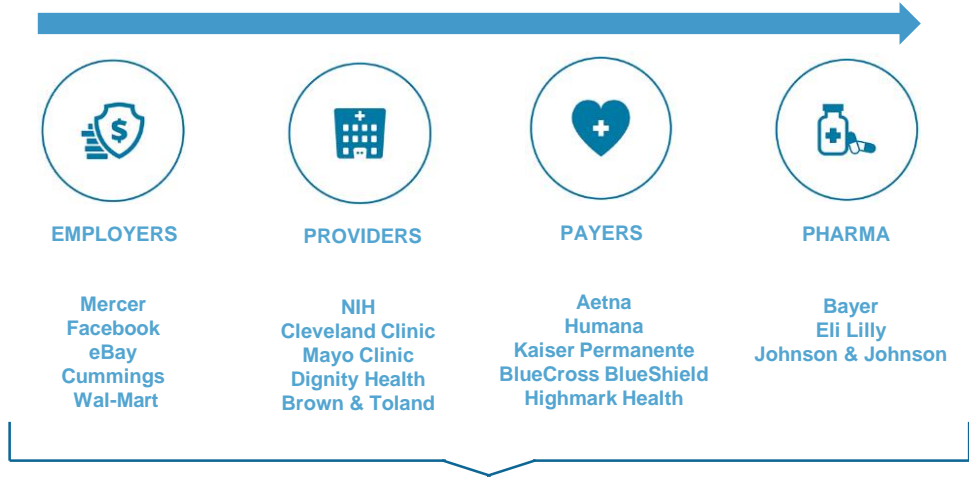 $
EMPLOYERS
Mercer
Facebook
eBay
Cummings
Wal-Mart
PROVIDERS
NIH
Cleveland Clinic
Mayo Clinic
Dignity Health
Brown & Toland
PAYERS
Aetna
Humana
Kaiser Permanente
BlueCross BlueShield
Highmark Health
PHARMA
Bayer
Eli Lilly
Johnson & Johnson